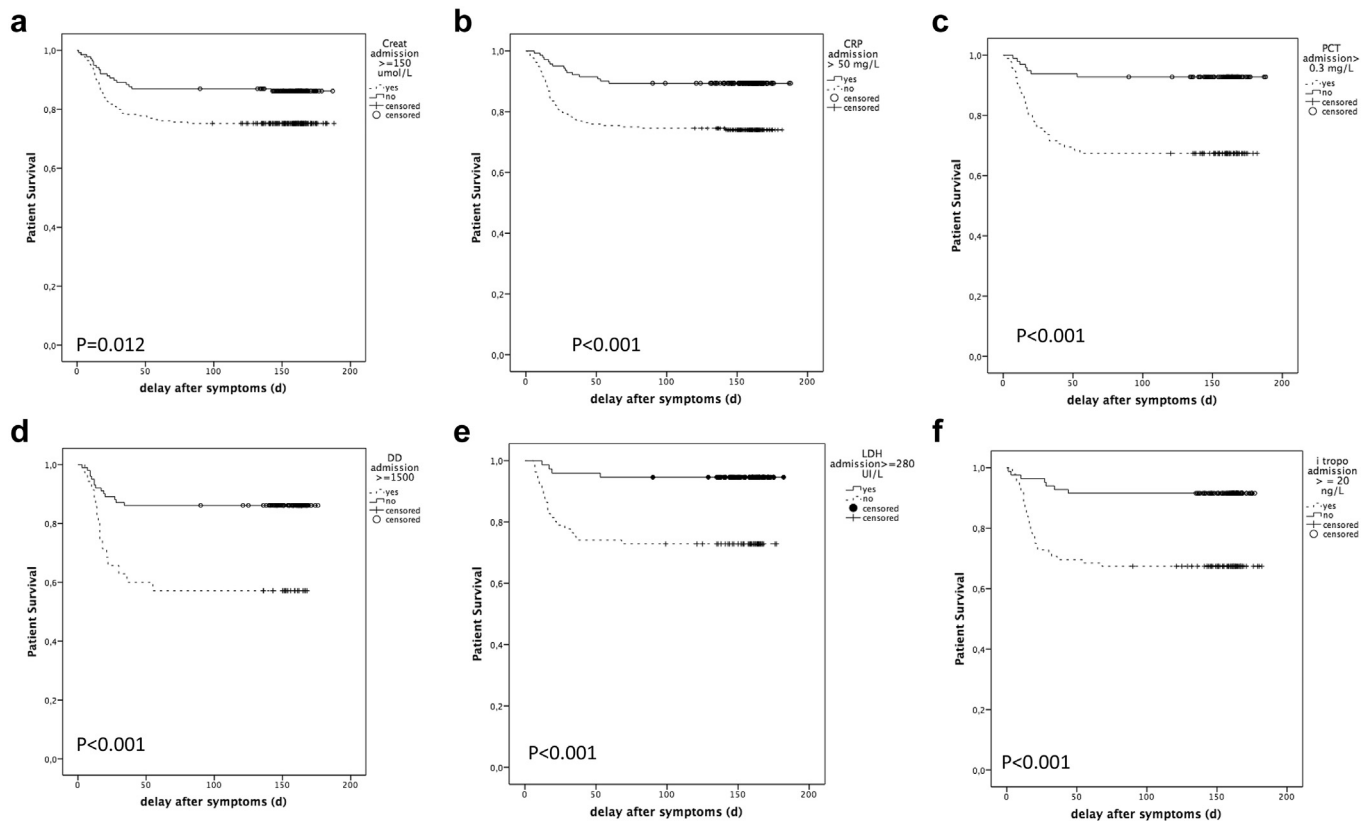 a
Creat
admission
>=150
umol/L
yes
no
censored
censored
1,0
0,8
0,6
0,4
0,2
0,0
Patient Survival
P=0.012
0 50 100 150 200
delay after symptoms (d)
b
CRP
admission
> 50 mg/L
yes
no
censored
censored
1,0
0,8
0,6
0,4
0,2
0,0
Patient Survival
P<0.001
0 50 100 150 200
delay after symptoms (d)
c
PCT
admission>
0.3 mg/L
yes
no
censored
censored
1,0
0,8
0,6
0,4
0,2
0,0
Patient Survival
P<0.001
0 50 100 150 200
delay after symptoms (d)
d
DD
admission
>=1500
yes
no
censored
censored
1,0
0,8
0,6
0,4
0,2
0,0
Patient Survival
P<0.001
0 50 100 150 200
delay after symptoms (d)
e
LDH
admission>=280
UI/L
yes
no
censored
censored
1,0
0,8
0,6
0,4
0,2
0,0
Patient Survival
P<0.001
0 50 100 150 200
delay after symptoms (d)
f
i tropo
admission
> = 20
ng/L
yes
no
censored
censored
1,0
0,8
0,6
0,4
0,2
0,0
Patient Survival
P<0.001
0 50 100 150 200
delay after symptoms (d)